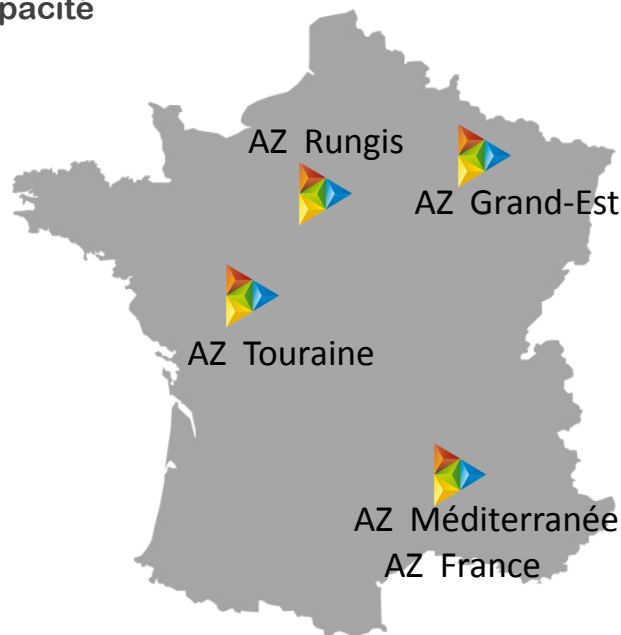 pacité
AZ Rungis
AZ Grand-Est
AZ Touraine
AZ Méditerranée
AZ France